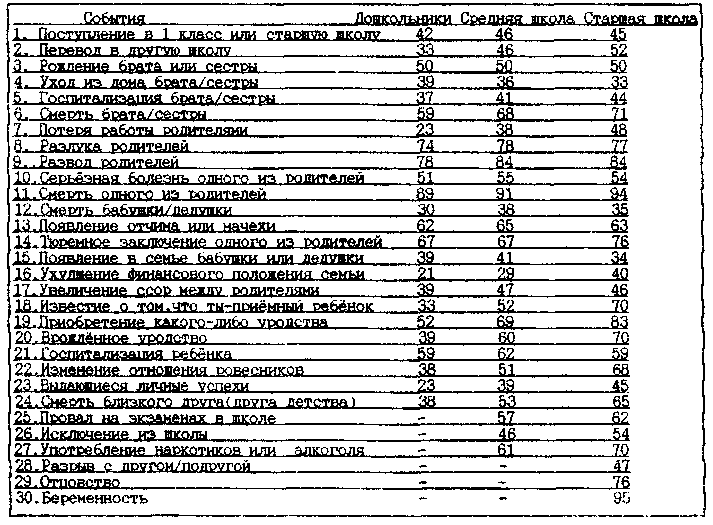 События Дошкольники Средняя школа Старшая школа
1. Поступление в 1 класс или старшую школу 42 46 45
2. Перевод в другую школу 33 46 52
3. Рождение брата или сестры 50 50 50
4. Уход из дома брата/сестры 39 36 33
5. Госпитализация брата/сестры 37 41 44
6. Смерть брата/сестры 59 68 71
7. Потеря работы родителями 23 38 48
8. Разлука родителей 74 78 77
9. Развод родителей 78 84 84
10.Серьёзная болезнь одного из родителей 51 55 54
11.Смерть одного из родителей 89 91 94
12.Смерть бабушки/дедушки 30 38 35
13.Появление отчима или мачехи 62 65 63
14.Тюремное заключение одного из родителей 67 67 76
15.Появление в семье бабушки или дедушки 39 41 34
16.Ухудшение финансового положения семьи 21 29 40
17.Увеличение ссор между родителями 39 47 46
18.Известие о том,что ты-приёмный ребёнок 33 52 70
19.Приобретение какого-либо уродства 52 69 83
20.Врождённое уродство 39 60 70
21.Госпитализация ребёнка 59 62 59
22.Изменение отношения ровесников 38 51 68
23.Выдающиеся личные успехи 23 39 45
24.Смерть близкого друга(друга детства) 38 53 65
25.Провал на экзаменах в школе - 57 62
26.Исключение из школы - 46 54
27.Употребление наркотиков или алкоголя - 61 70
28.Разрыв с другом/подругой - - 47
29.Отцовство - - 76
30.Беременность - - 95